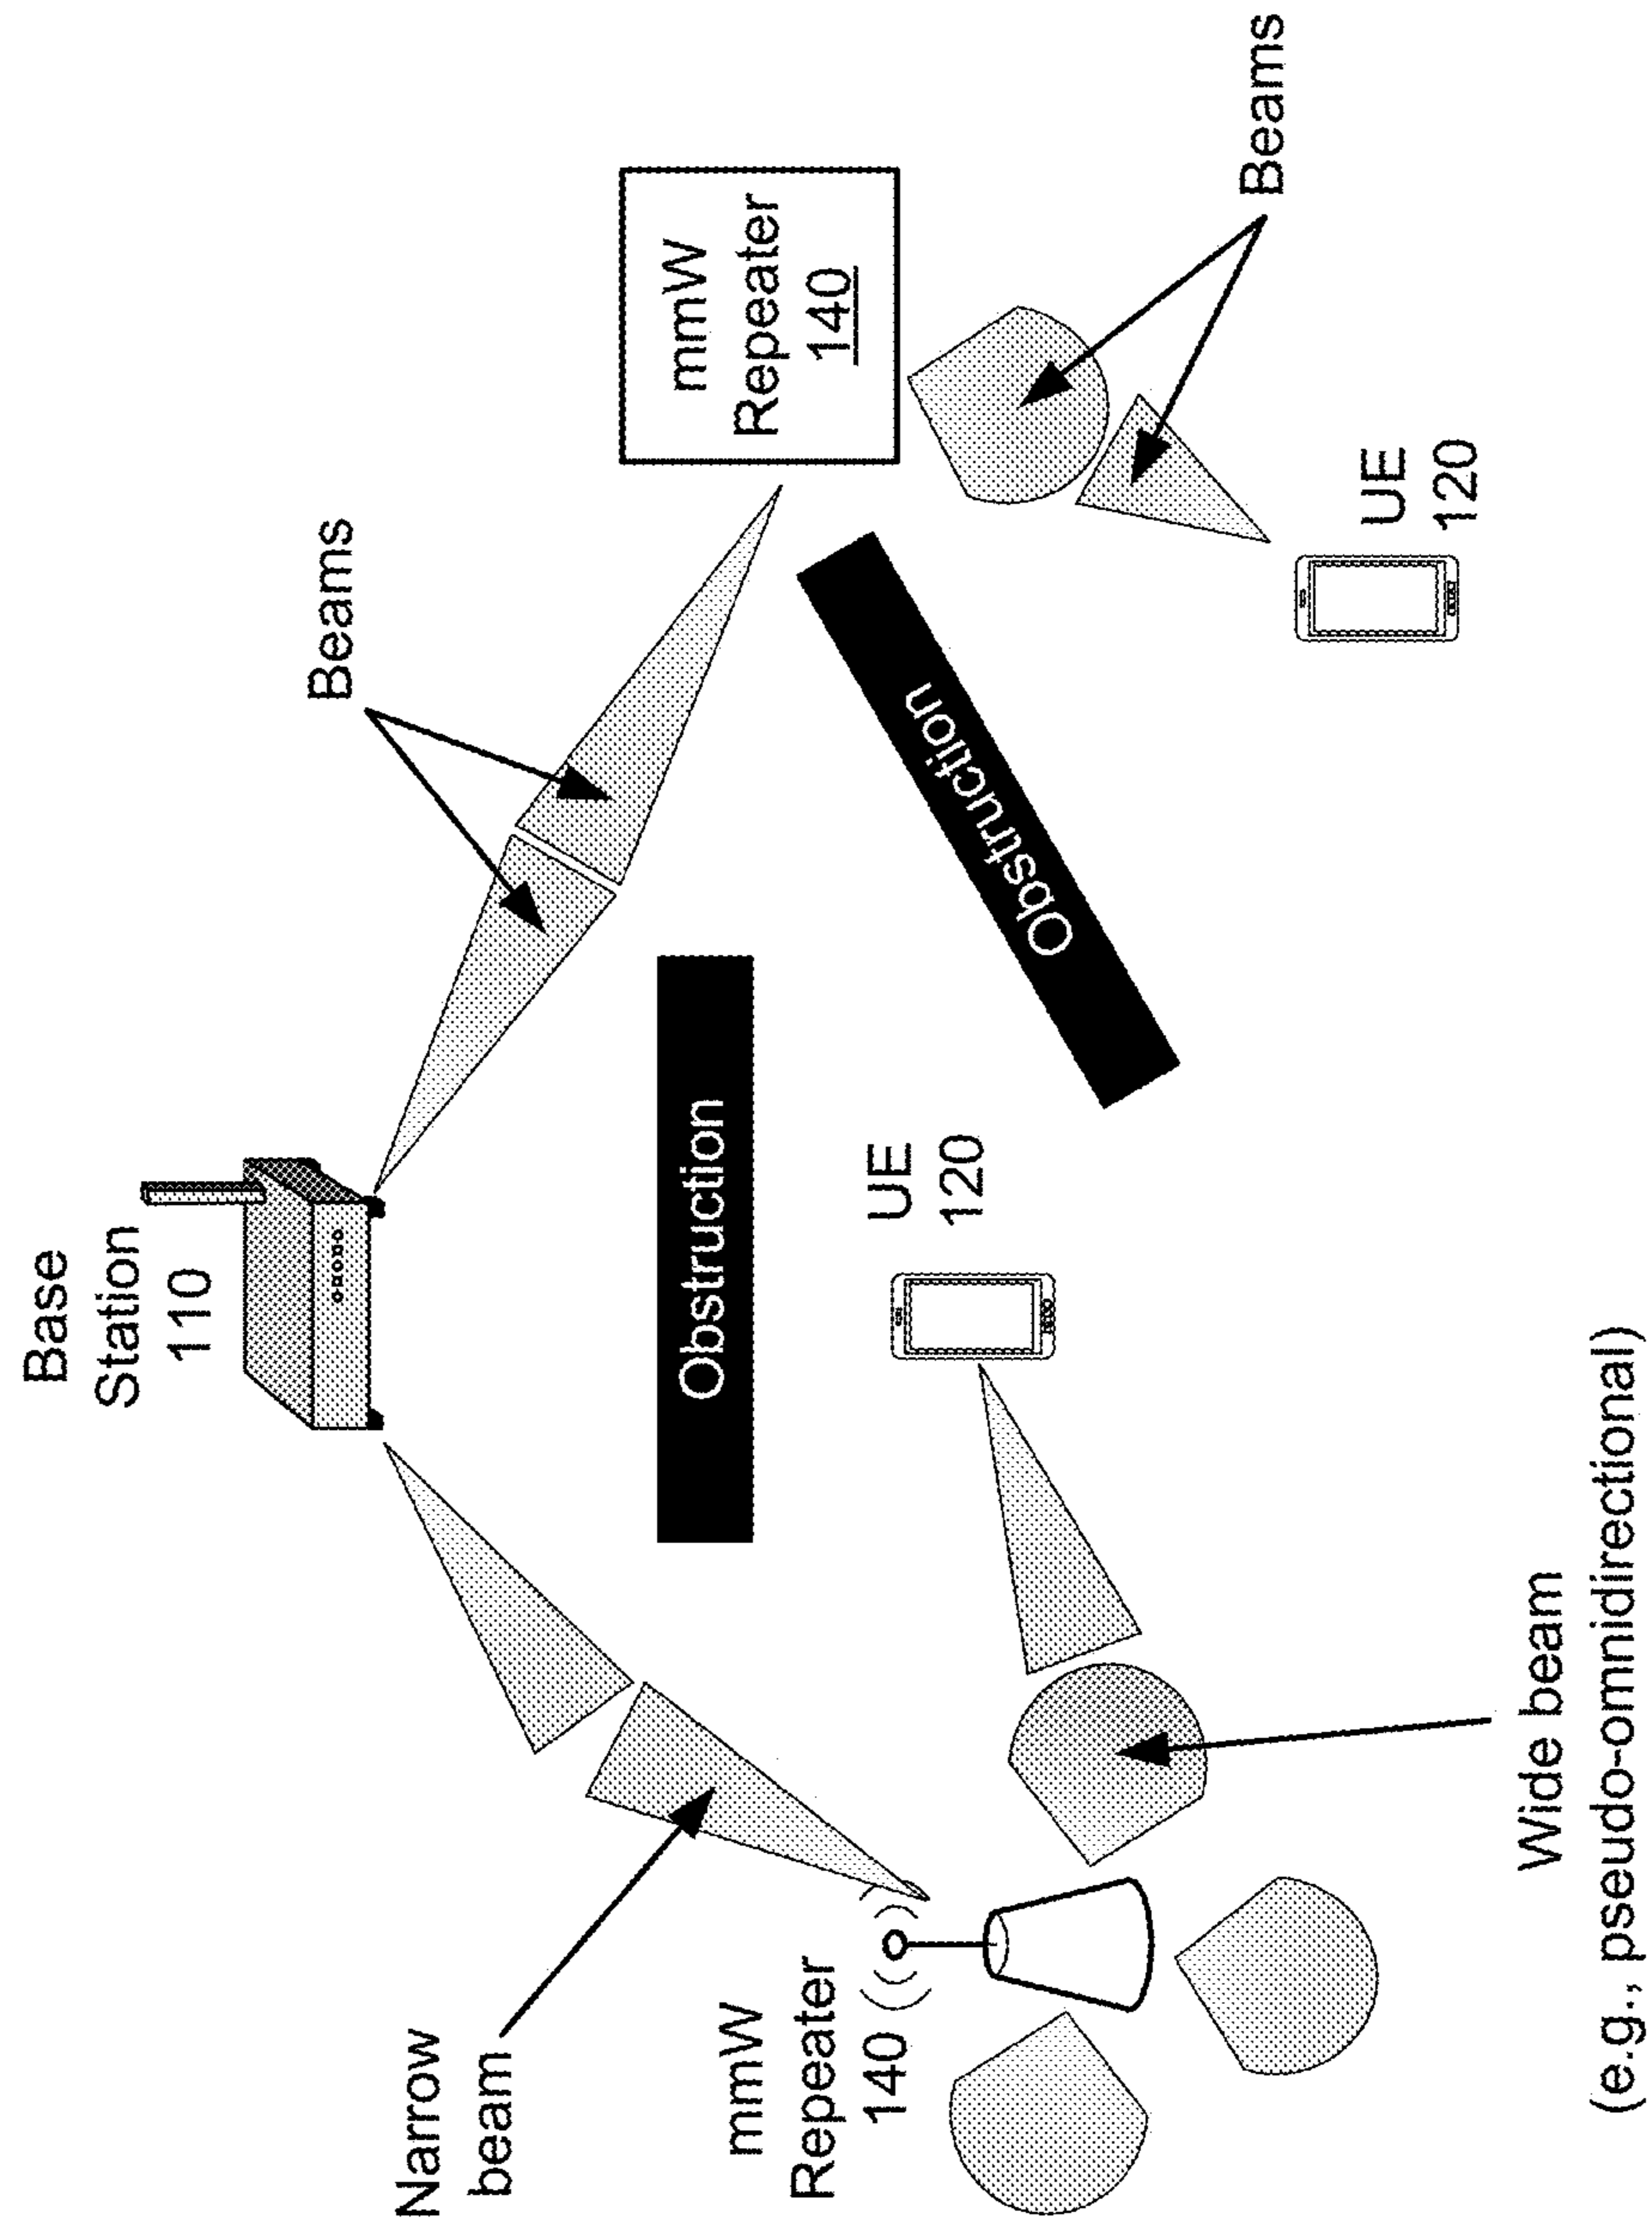 Base
Station
110
Narrow
beam
Beams
mmW
Repeater
140
mmW
Repeater
140
Obstruction
Obstruction
UE
120
UE
120
Beams
Wide beam
(e.g., pseudo-omnidirectional)